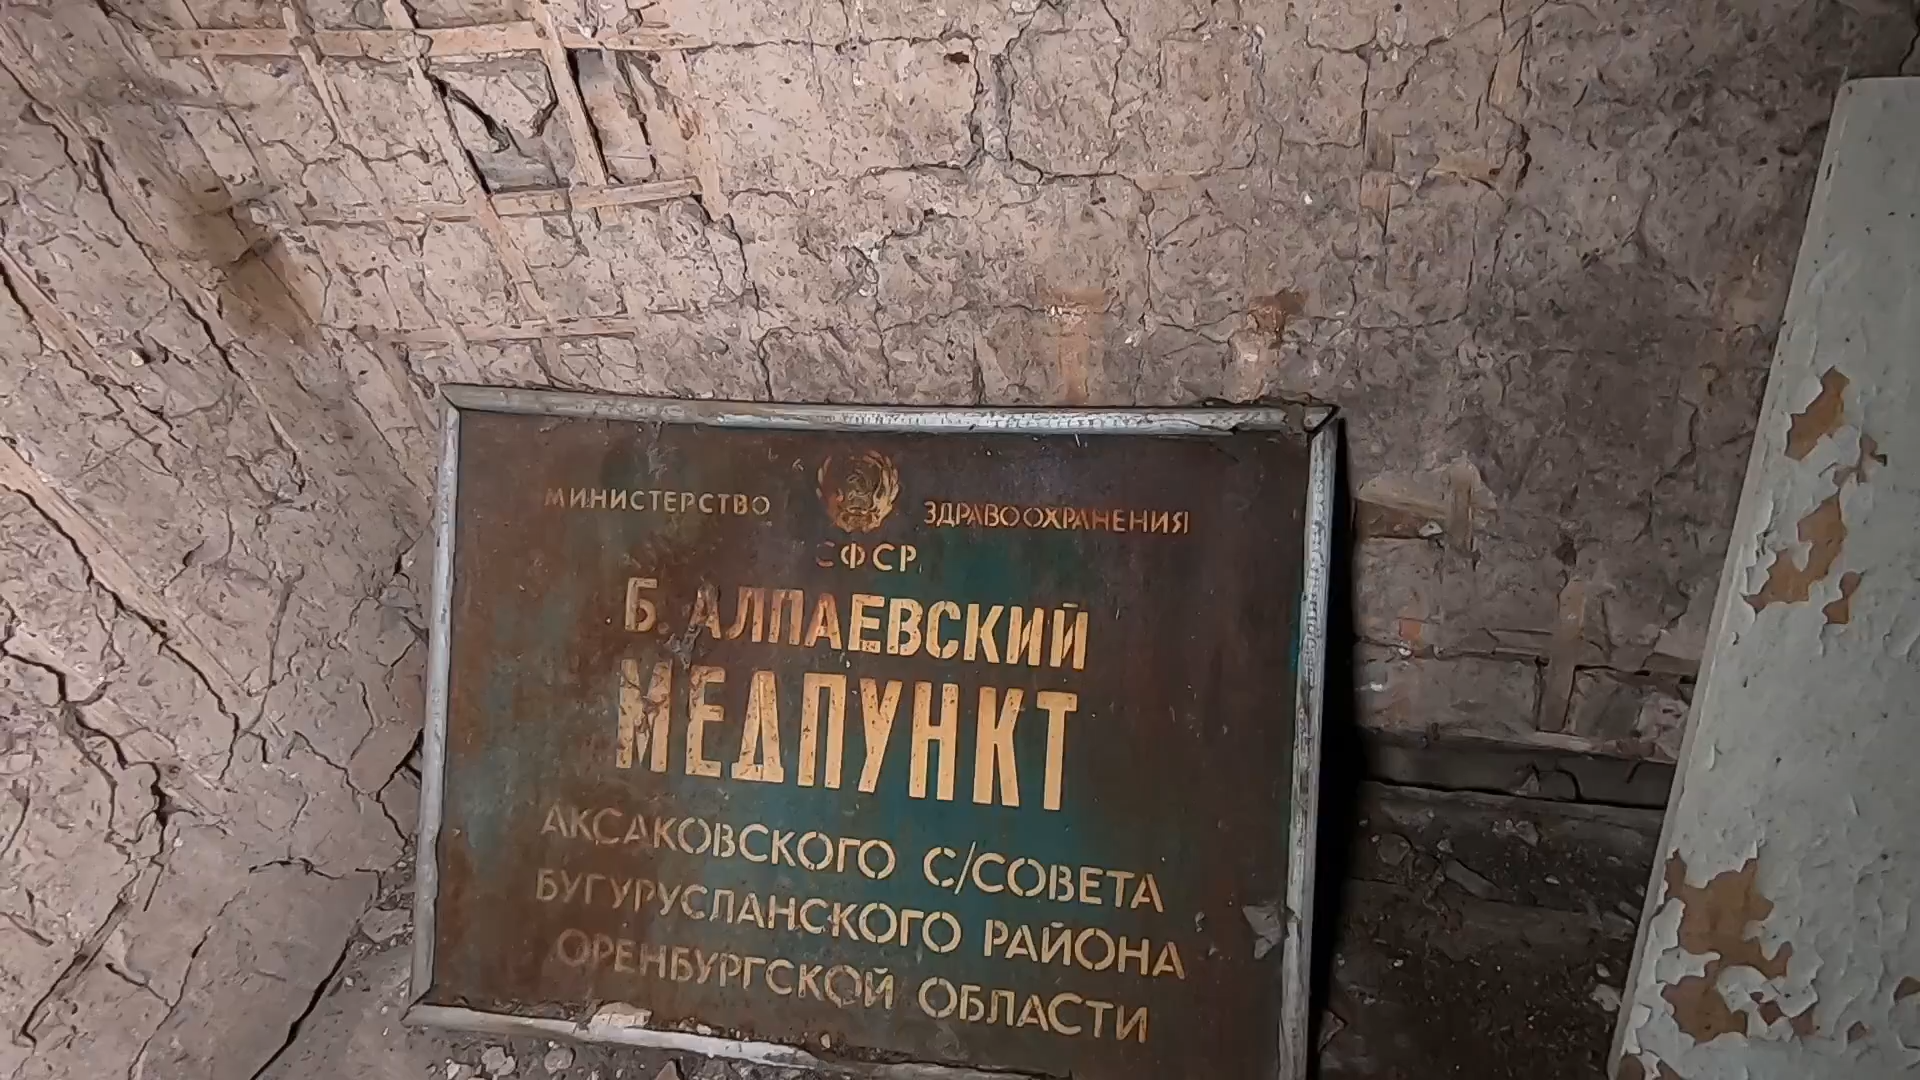 МИНИСТЕРСТВО ЗДРАВООХРАНЕНИЯ
СФСР
Б. АЛПАЕВСКИЙ
МЕДПУНКТ
АКСАКОВСКОГО С/СОВЕТА
БУГУРУСЛАНСКОГО РАЙОНА
ОРЕНБУРГСКОЙ ОБЛАСТИ